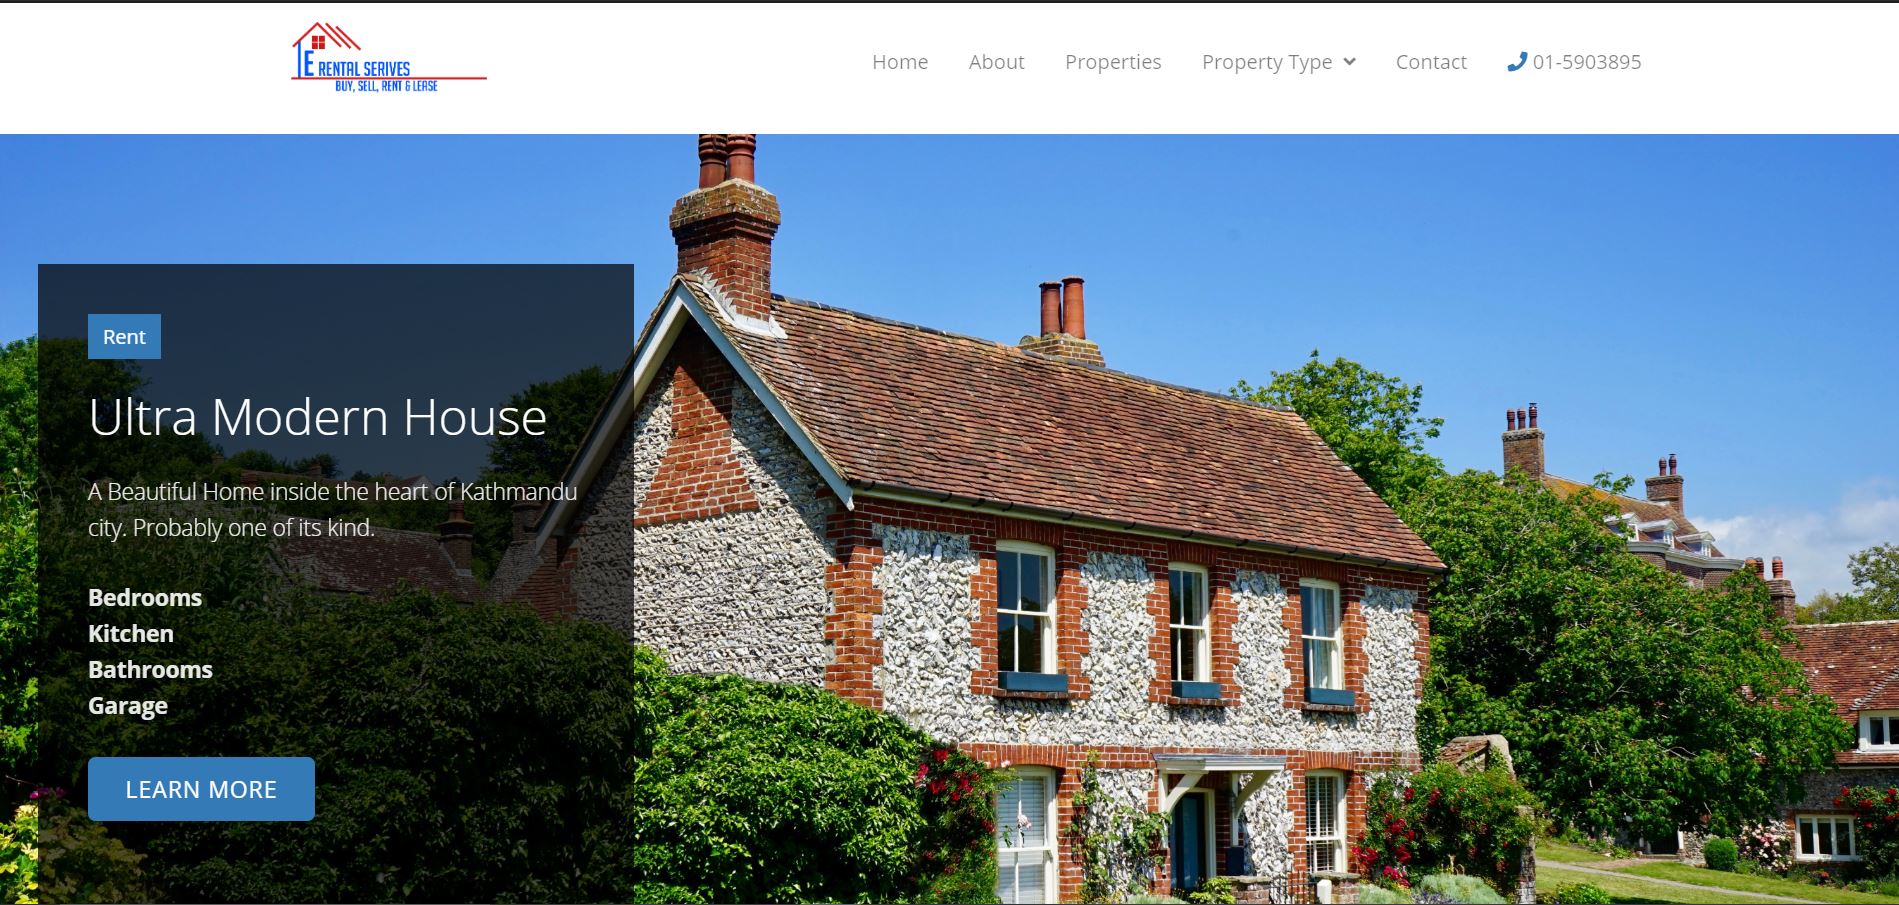 E RENTAL SERIVES
BUY, SELL, RENT & LEASE
Home About Properties Property Type Contact 01-5903895
Rent
Ultra Modern House
A Beautiful Home inside the heart of Kathmandu
city. Probably one of its kind.
Bedrooms
Kitchen
Bathrooms
Garage
LEARN MORE